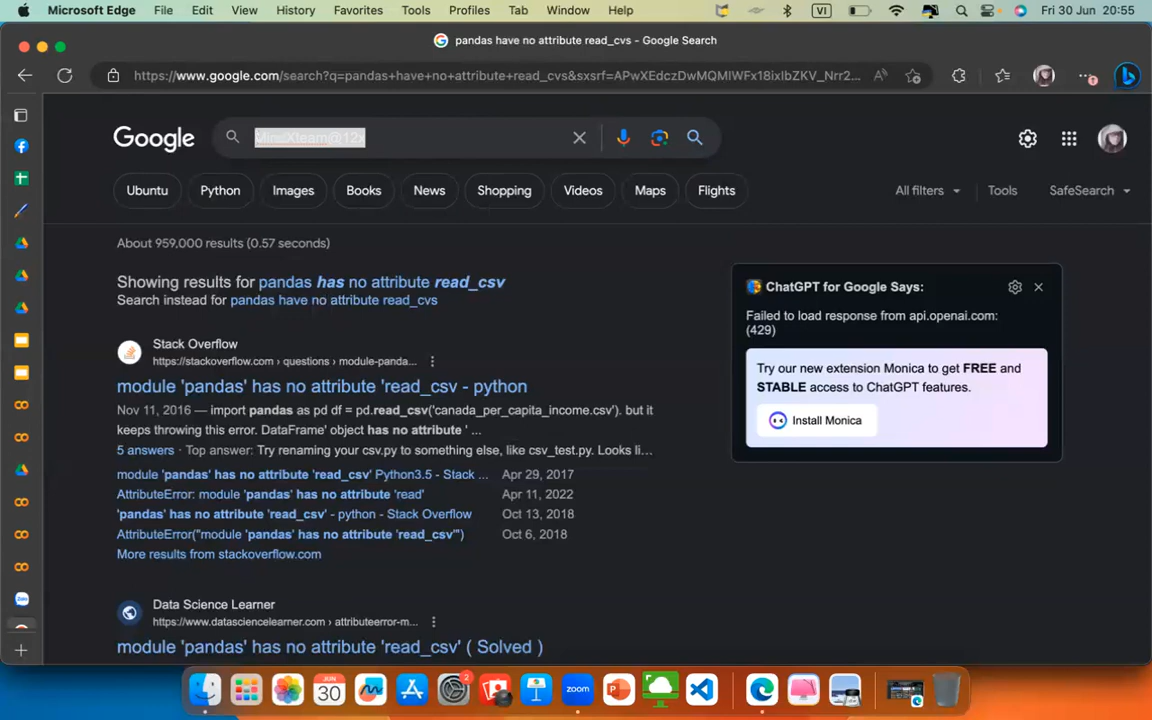 Microsoft Edge File Edit View History Favorites Tools Profiles Tab Window Help VI Fri 30 Jun 20:55
pandas have no attribute read_cvs - Google Search
https://www.google.com/search?q=pandas+have+no+attribute+read_cvs&sxsrf=APwXEdczDwMQMIWFx18ixIbZKV_Nrr2...
Google MindXteam@12x
Ubuntu Python Images Books News Shopping Videos Maps Flights All filters Tools SafeSearch
About 959,000 results (0.57 seconds)
Showing results for pandas has no attribute read_csv
Search instead for pandas have no attribute read_cvs
Stack Overflow
https://stackoverflow.com › questions › module-panda...
module 'pandas' has no attribute 'read_csv - python
Nov 11, 2016 — import pandas as pd df = pd.read_csv('canada_per_capita_income.csv'). but it
keeps throwing this error. DataFrame' object has no attribute ' ...
5 answers · Top answer: Try renaming your csv.py to something else, like csv_test.py. Looks li...
module 'pandas' has no attribute 'read_csv' Python3.5 - Stack ... Apr 29, 2017
AttributeError: module 'pandas' has no attribute 'read' Apr 11, 2022
'pandas' has no attribute 'read_csv' - python - Stack Overflow Oct 13, 2018
AttributeError("module 'pandas' has no attribute 'read_csv'") Oct 6, 2018
More results from stackoverflow.com
Data Science Learner
https://www.datasciencelearner.com › attributeerror-m...
module 'pandas' has no attribute 'read_csv' ( Solved )
ChatGPT for Google Says:
Failed to load response from api.openai.com:
(429)
Try our new extension Monica to get FREE and
STABLE access to ChatGPT features.
Install Monica
Zalo
JUN
30
2
zoom